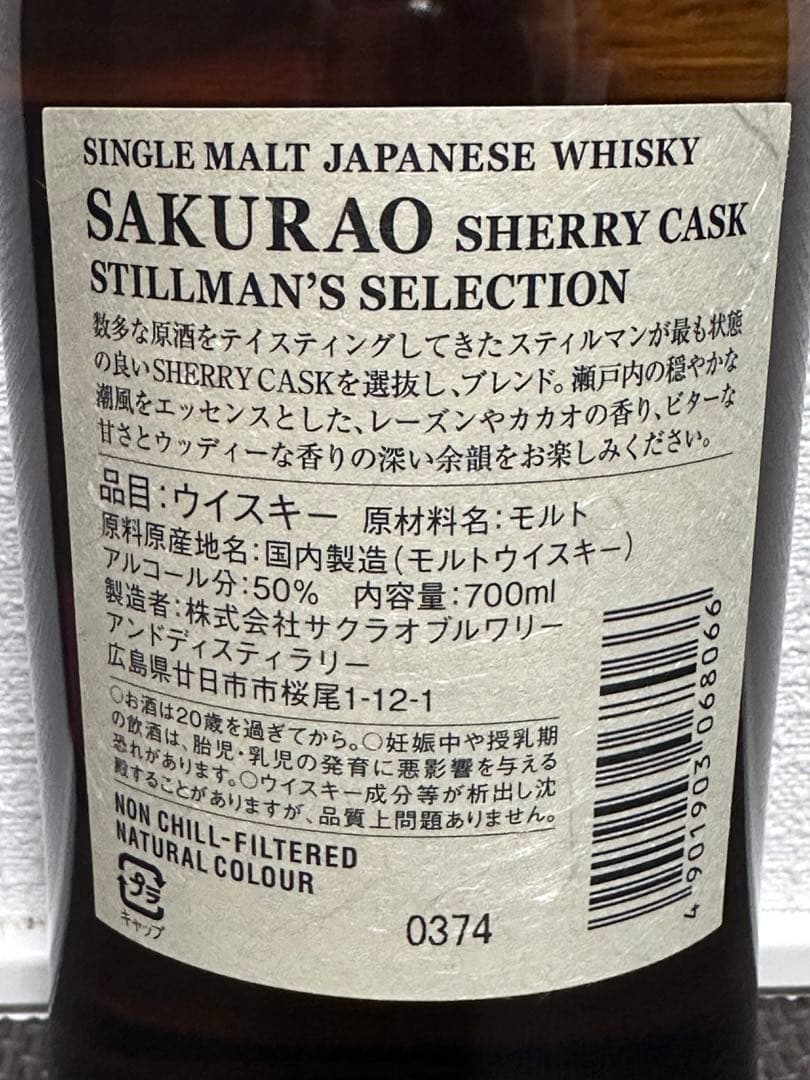 SINGLE MALT JAPANESE WHISKY
SAKURAO SHERRY CASK
STILLMAN'S SELECTION
数多な原酒をテイスティングしてきたスティルマンが最も状態
の良いSHERRY CASKを選抜し、ブレンド。瀬戸内の穏やかな
潮風をエッセンスとした、レーズンやカカオの香り、ビターな
甘さとウッディーな香りの深い余韻をお楽しみください。
品目：ウイスキー 原材料名：モルト
原料原産地名：国内製造（モルトウイスキー）
アルコール分：50% 内容量：700ml
製造者：株式会社サクラオブルワリー
アンドディスティラリー
広島県廿日市市桜尾1-12-1
○お酒は20歳を過ぎてから。○妊娠中や授乳期
の飲酒は、胎児・乳児の発育に悪影響を与える
恐れがあります。○ウイスキー成分等が析出し沈
殿することがありますが、品質上問題ありません。
NON CHILL-FILTERED
NATURAL COLOUR
プラ
キャップ
0374
4 901903 068066